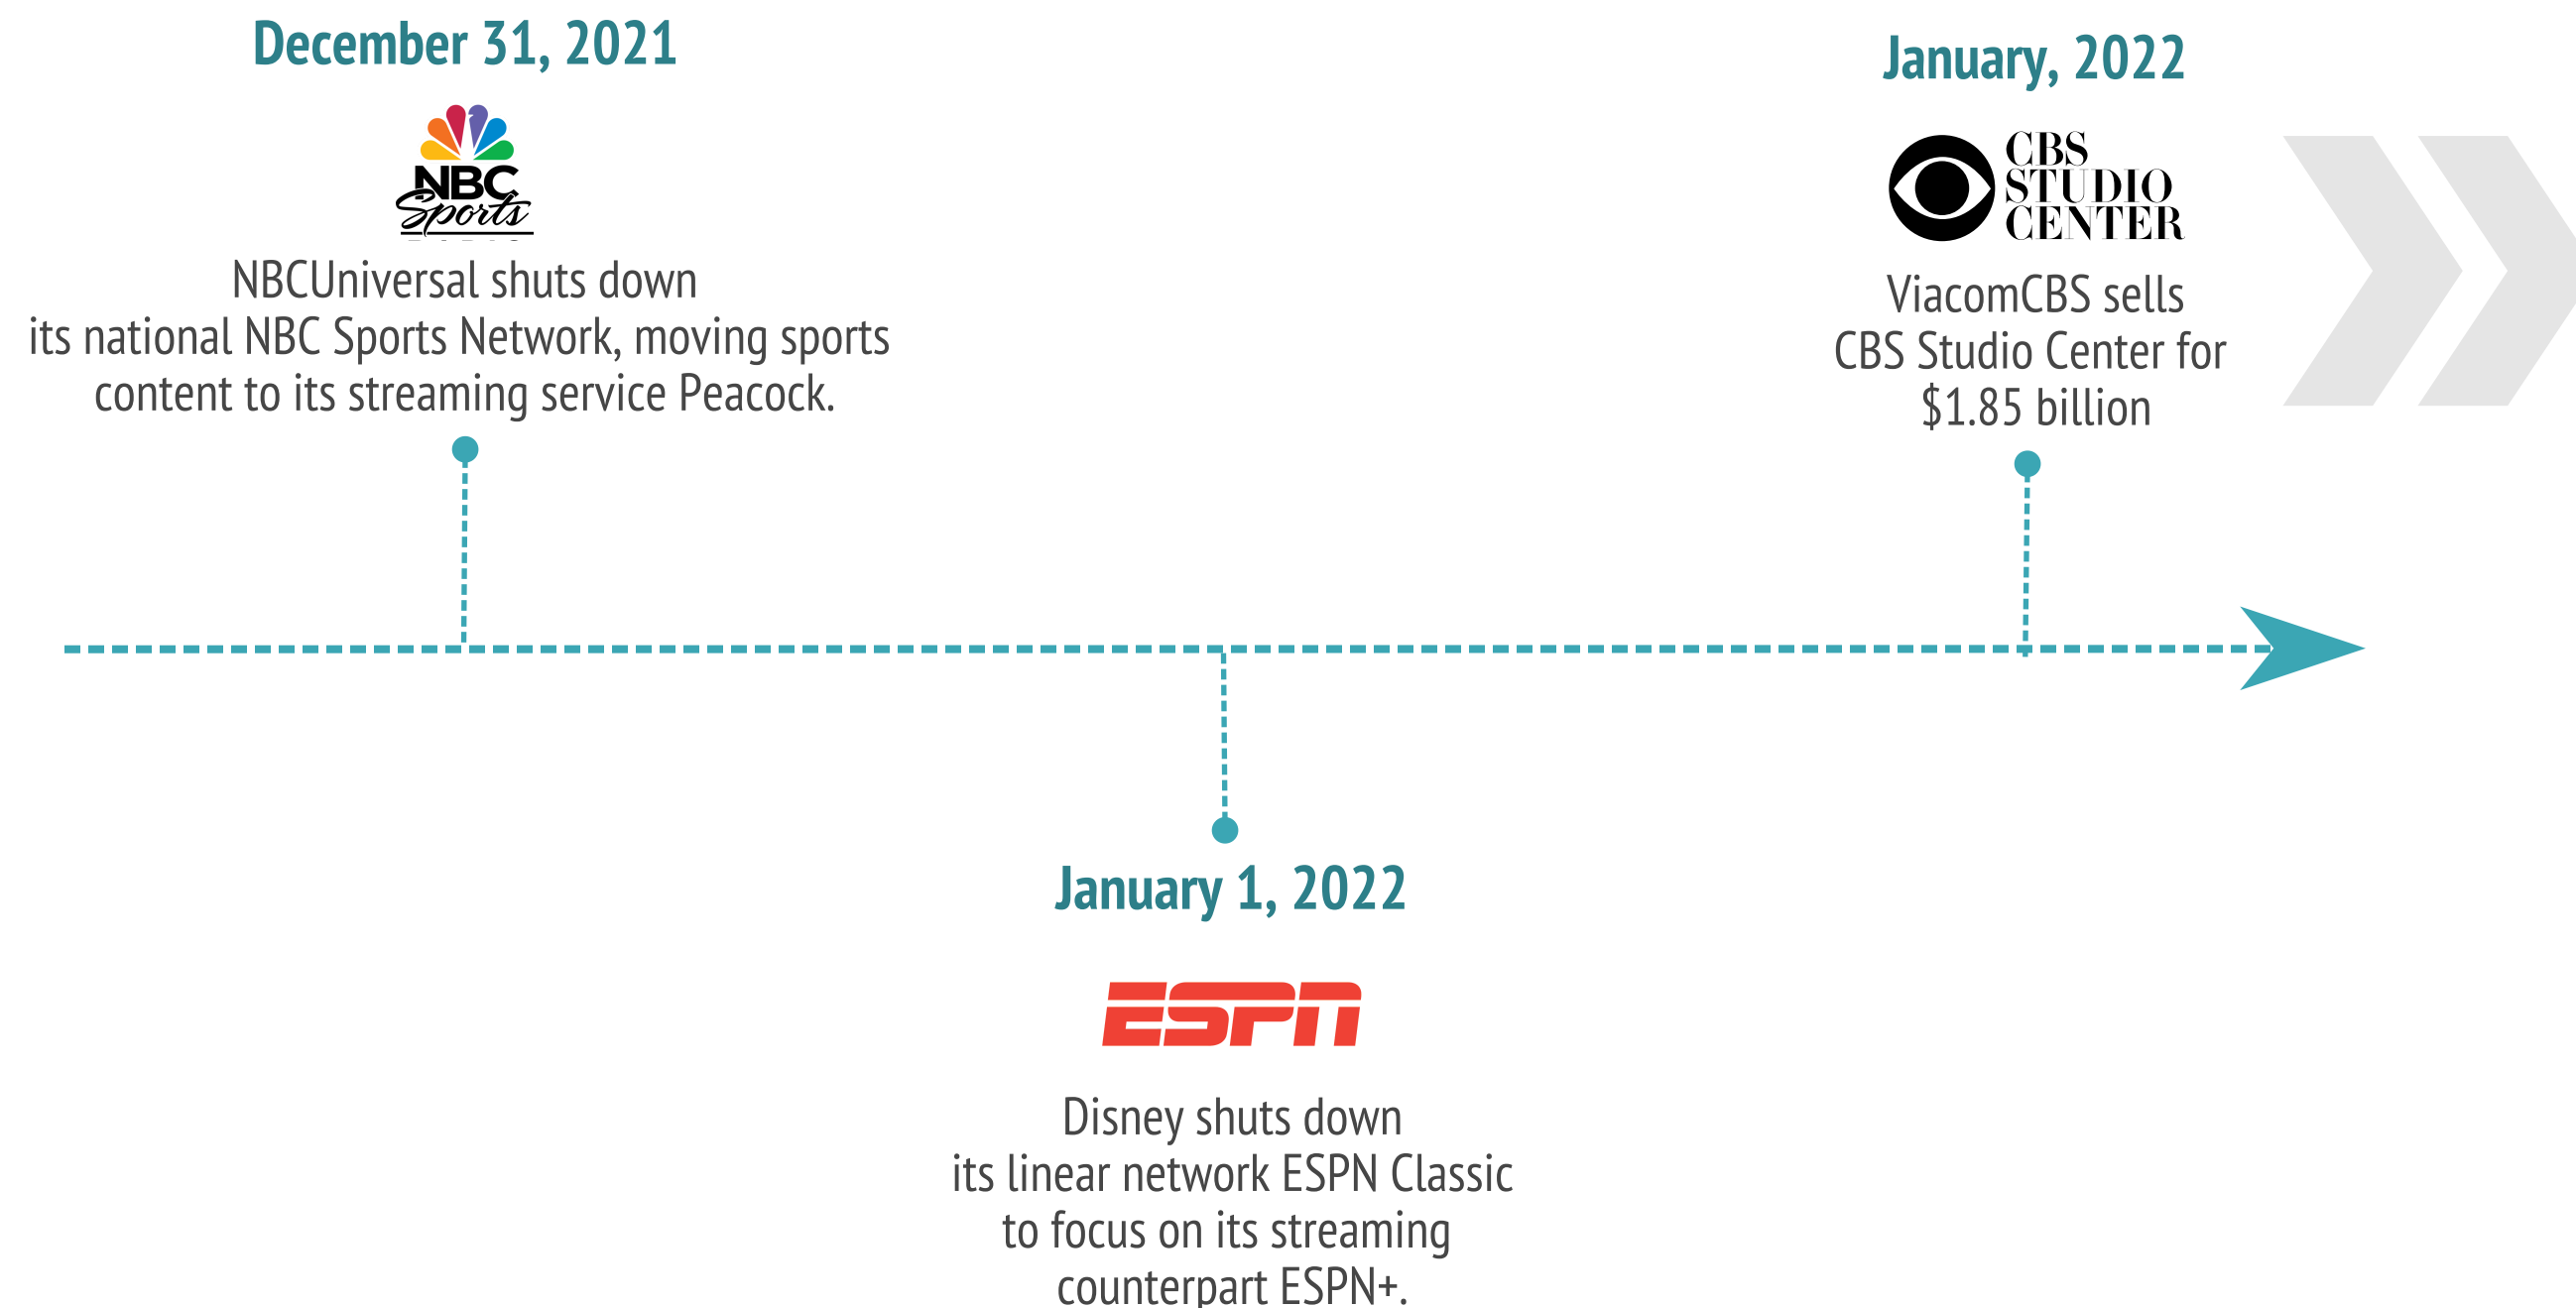 December 31, 2021
NBC
Sports
NBCUniversal shuts down
its national NBC Sports Network, moving sports
content to its streaming service Peacock.
January, 2022
CBS
STUDIO
CENTER
ViacomCBS sells
CBS Studio Center for
$1.85 billion
January 1, 2022
ESPN
Disney shuts down
its linear network ESPN Classic
to focus on its streaming
counterpart ESPN+.